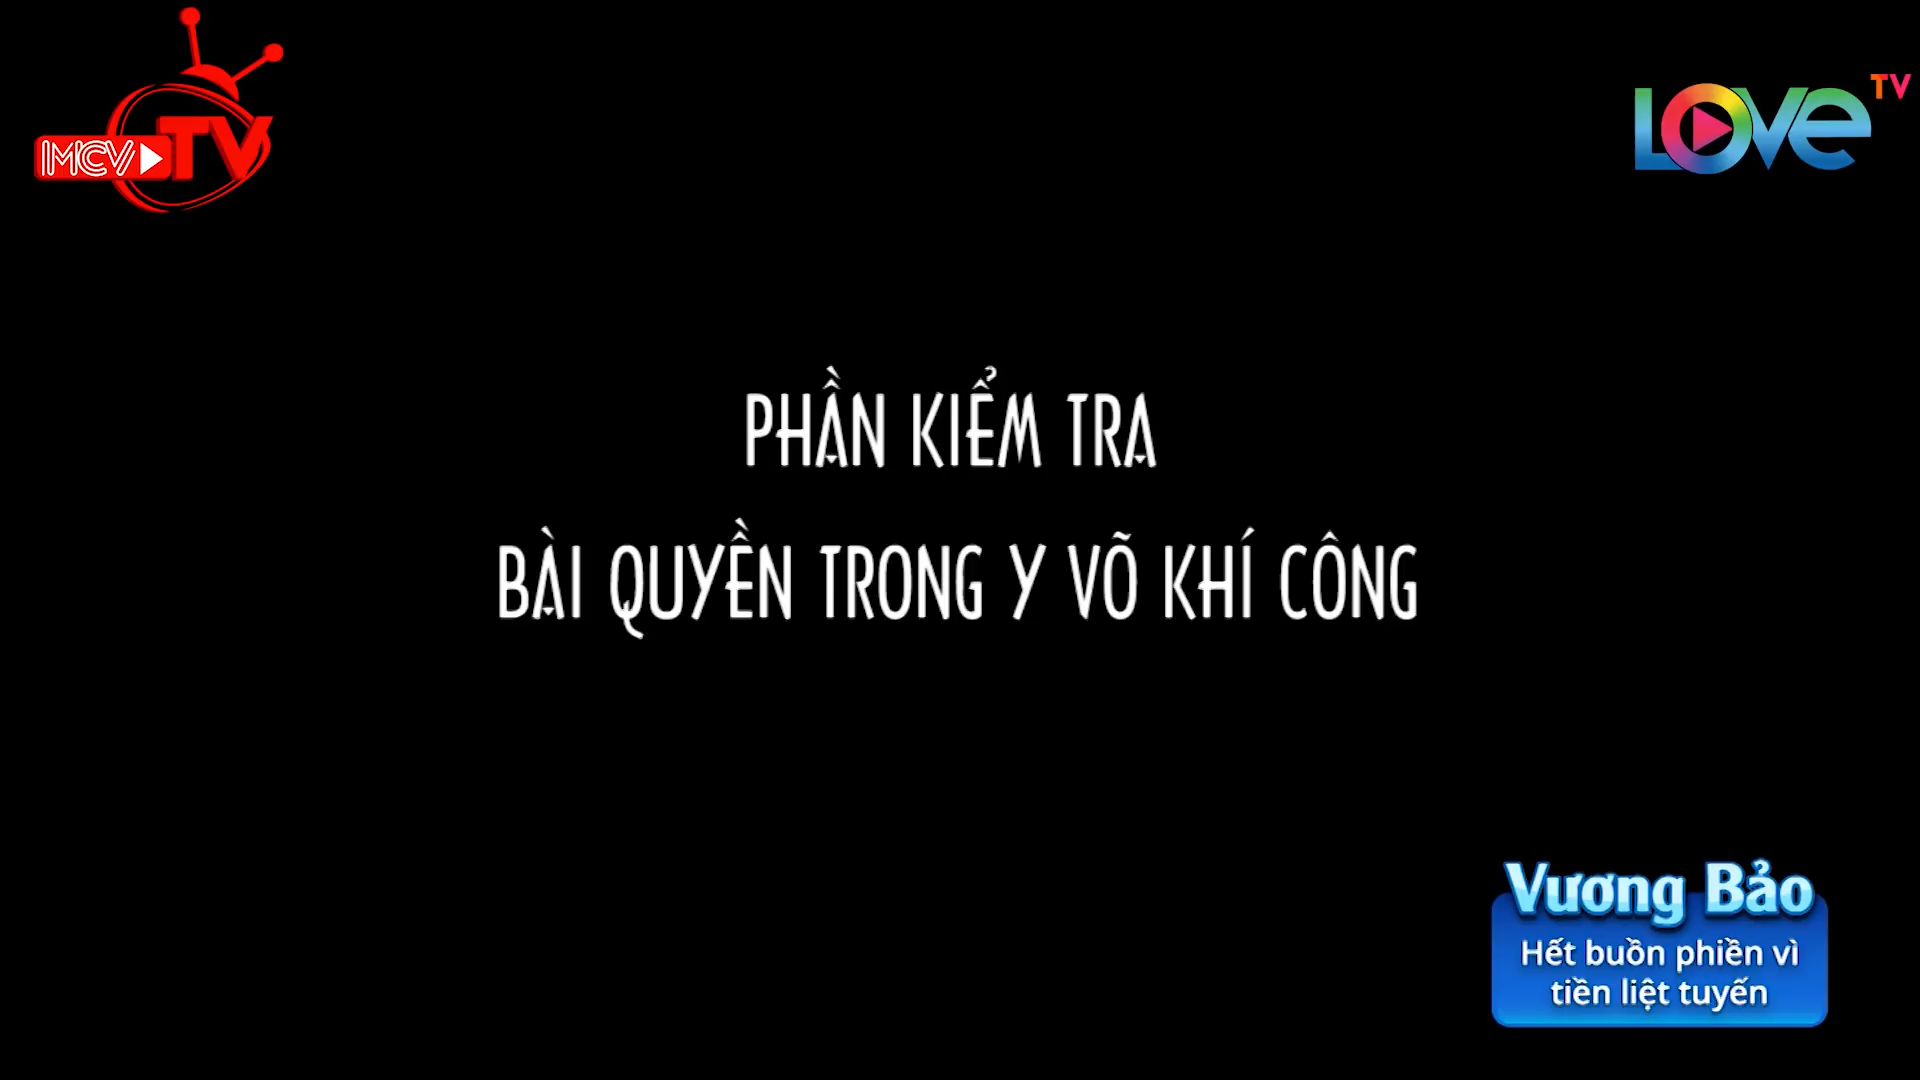 MCV TV
LOVE TV
PHẦN KIỂM TRA
BÀI QUYỀN TRONG Y VÕ KHÍ CÔNG
Vương Bảo
Hết buồn phiền vì
tiền liệt tuyến